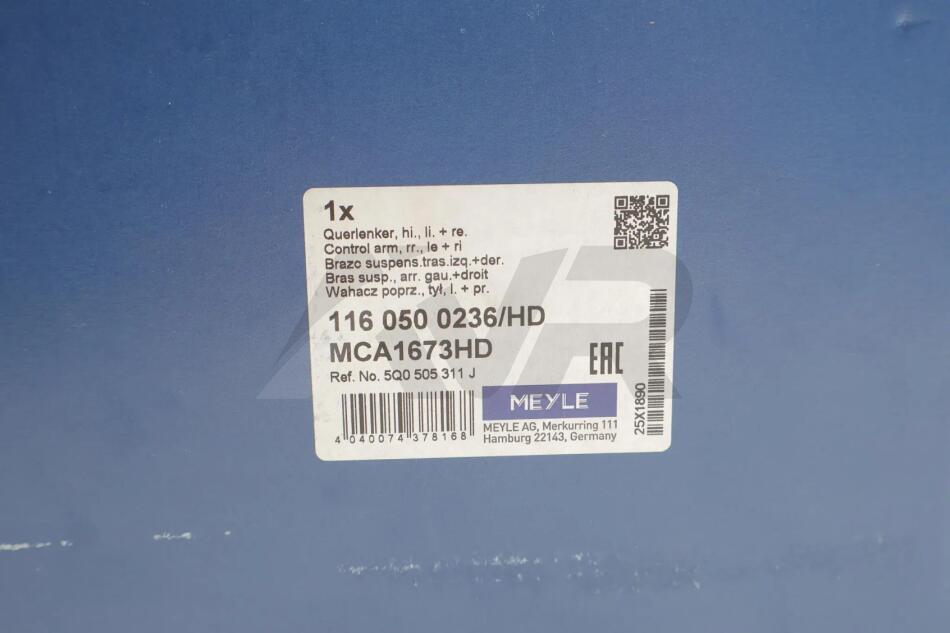 1x
Querlenker, hi., li. + re.
Control arm, rr., le + ri
Brazo suspens.tras.izq.+der.
Bras susp., arr. gau.+droit
Wahacz poprz., tył, l. + pr.
116 050 0236/HD
MCA1673HD
Ref. No. 5Q0 505 311 J
EAC
4 040074 378168
MEYLE
MEYLE AG, Merkurring 111
Hamburg 22143, Germany
25X1890
AVR